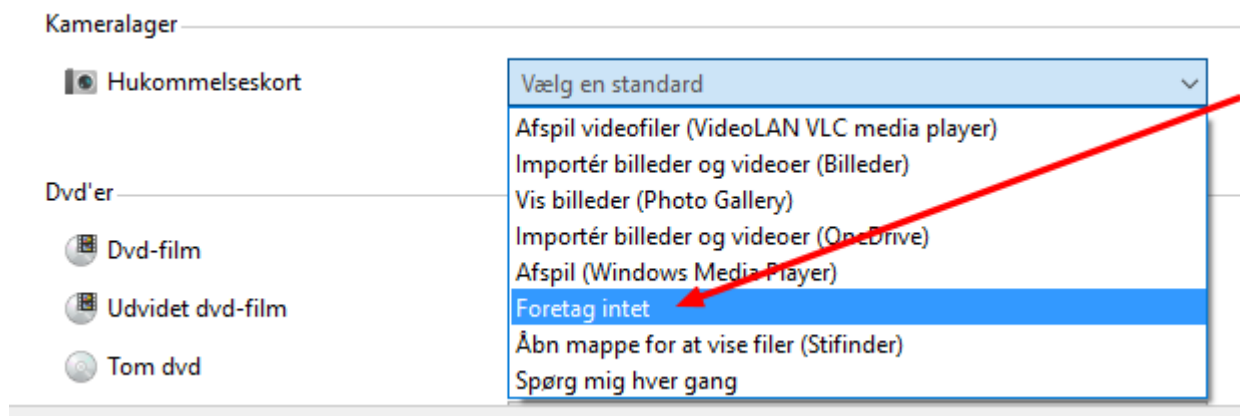 Kameralager
Hukommelseskort
Vælg en standard
Afspil videofiler (VideoLAN VLC media player)
Importér billeder og videoer (Billeder)
Vis billeder (Photo Gallery)
Importér billeder og videoer (OneDrive)
Afspil (Windows Media Player)
Foretag intet
Åbn mappe for at vise filer (Stifinder)
Spørg mig hver gang
Dvd'er
Dvd-film
Udvidet dvd-film
Tom dvd